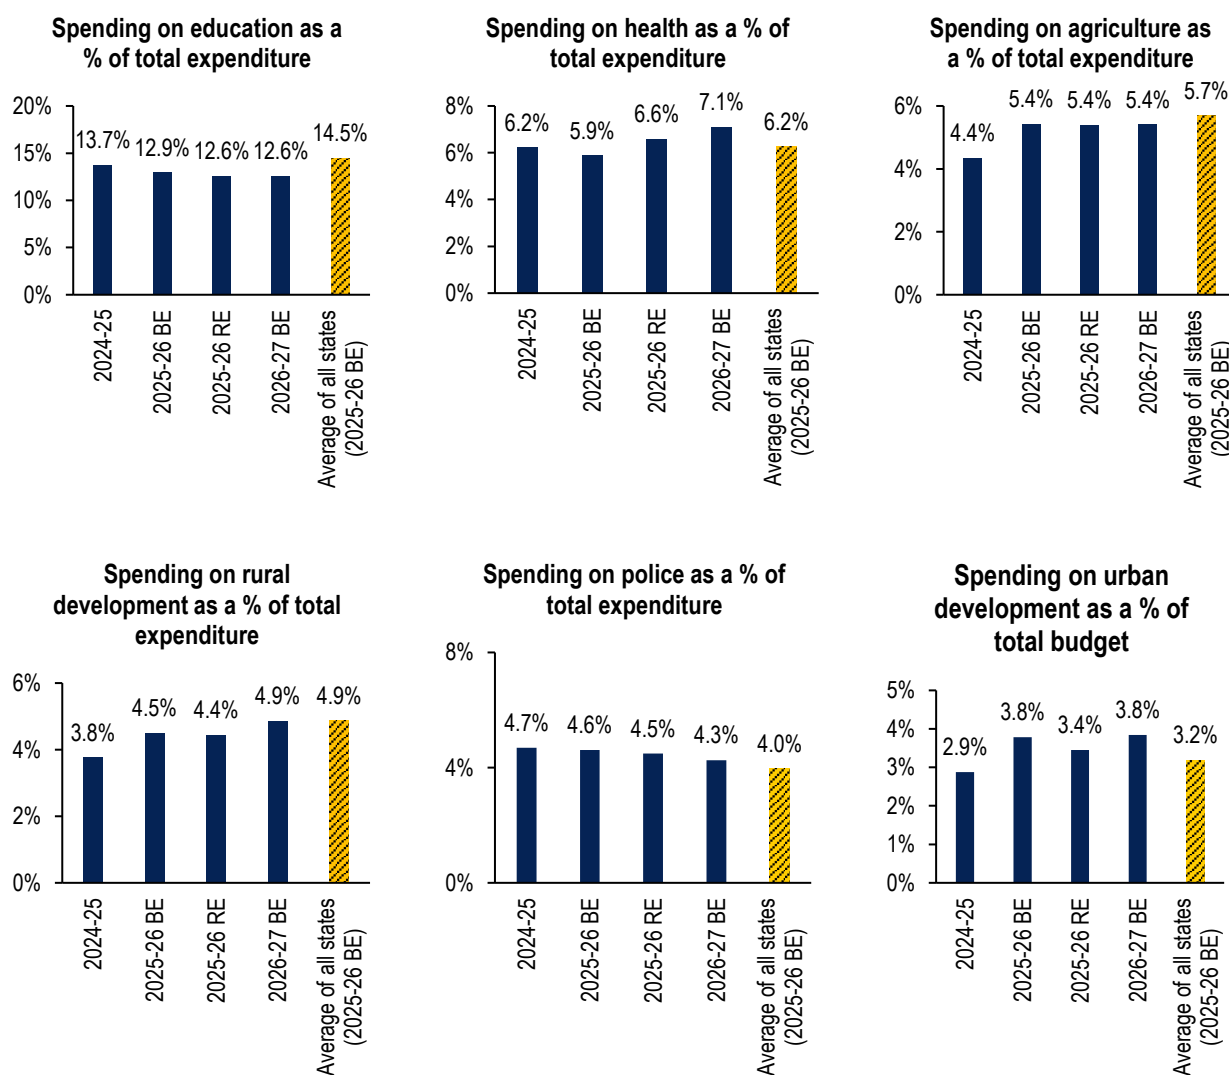 Spending on education as a
% of total expenditure
20%
15%
10%
5%
0%
13.7%
12.9%
12.6%
12.6%
14.5%
2024-25
2025-26 BE
2025-26 RE
2026-27 BE
Average of all states
(2025-26 BE)
Spending on health as a % of
total expenditure
8%
6%
4%
2%
0%
6.2%
5.9%
6.6%
7.1%
6.2%
2024-25
2025-26 BE
2025-26 RE
2026-27 BE
Average of all states
(2025-26 BE)
Spending on agriculture as
a % of total expenditure
6%
4%
2%
0%
4.4%
5.4%
5.4%
5.4%
5.7%
2024-25
2025-26 BE
2025-26 RE
2026-27 BE
Average of all states
(2025-26 BE)
Spending on rural
development as a % of total
expenditure
6%
4%
2%
0%
3.8%
4.5%
4.4%
4.9%
4.9%
2024-25
2025-26 BE
2025-26 RE
2026-27 BE
Average of all states
(2025-26 BE)
Spending on police as a % of
total expenditure
8%
4%
0%
4.7%
4.6%
4.5%
4.3%
4.0%
2024-25
2025-26 BE
2025-26 RE
2026-27 BE
Average of all states
(2025-26 BE)
Spending on urban
development as a % of
total budget
5%
4%
3%
2%
1%
0%
2.9%
3.8%
3.4%
3.8%
3.2%
2024-25
2025-26 BE
2025-26 RE
2026-27 BE
Average of all states
(2025-26 BE)